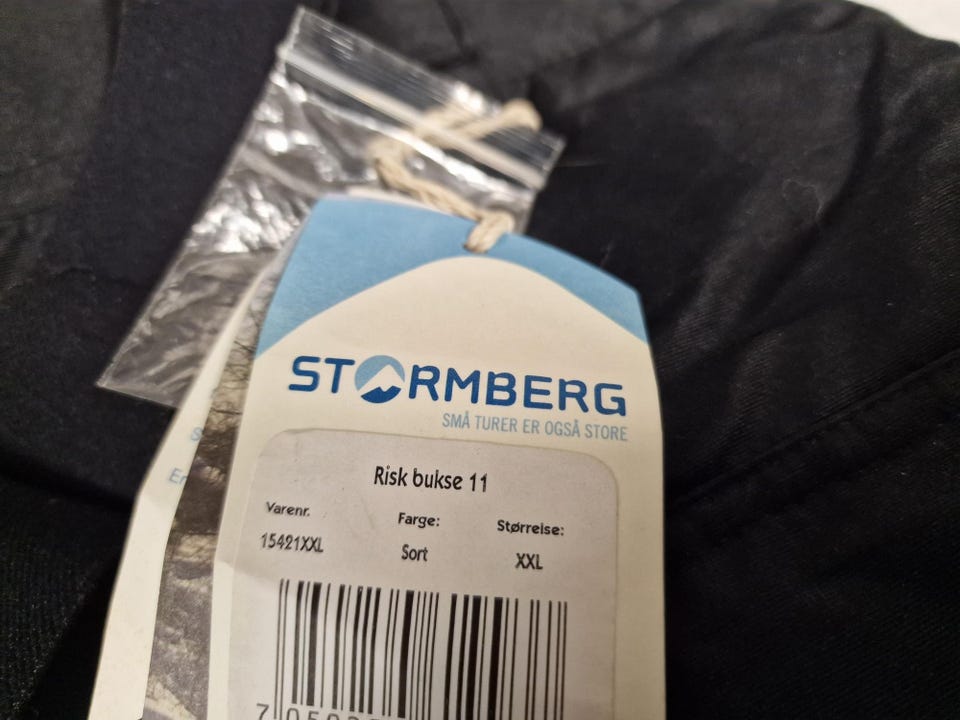 STORMBERG
SMÅ TURER ER OGSÅ STORE
Risk bukse 11
Varenr. Farge: Størrelse:
15421XXL Sort XXL